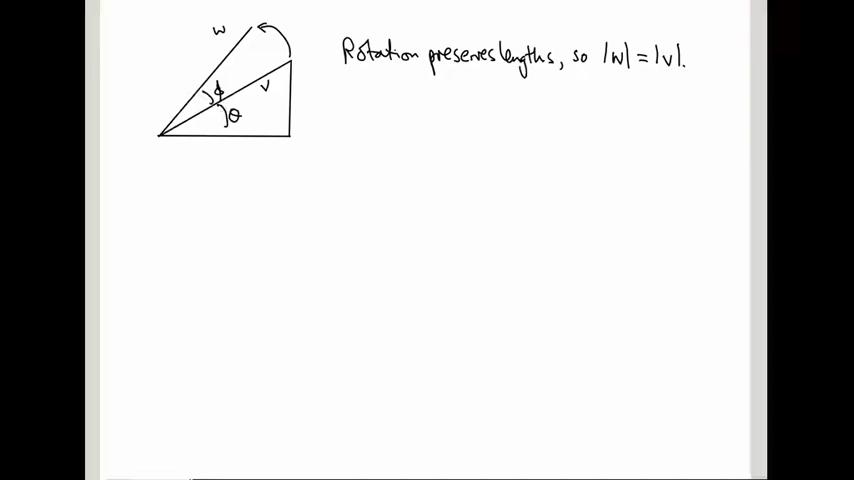 w
Rotation preserves lengths, so |w| = |v|.
ϕ
v
θ